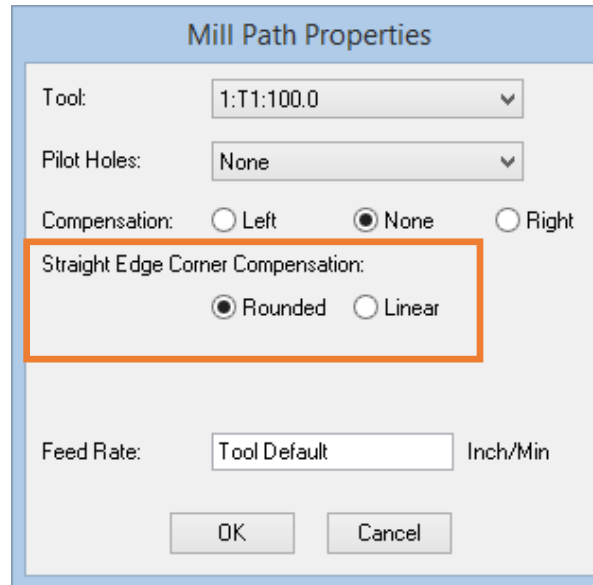 Mill Path Properties
Tool: 1:T1:100.0
Pilot Holes: None
Compensation: Left None Right
Straight Edge Corner Compensation:
Rounded Linear
Feed Rate: Tool Default Inch/Min
OK Cancel